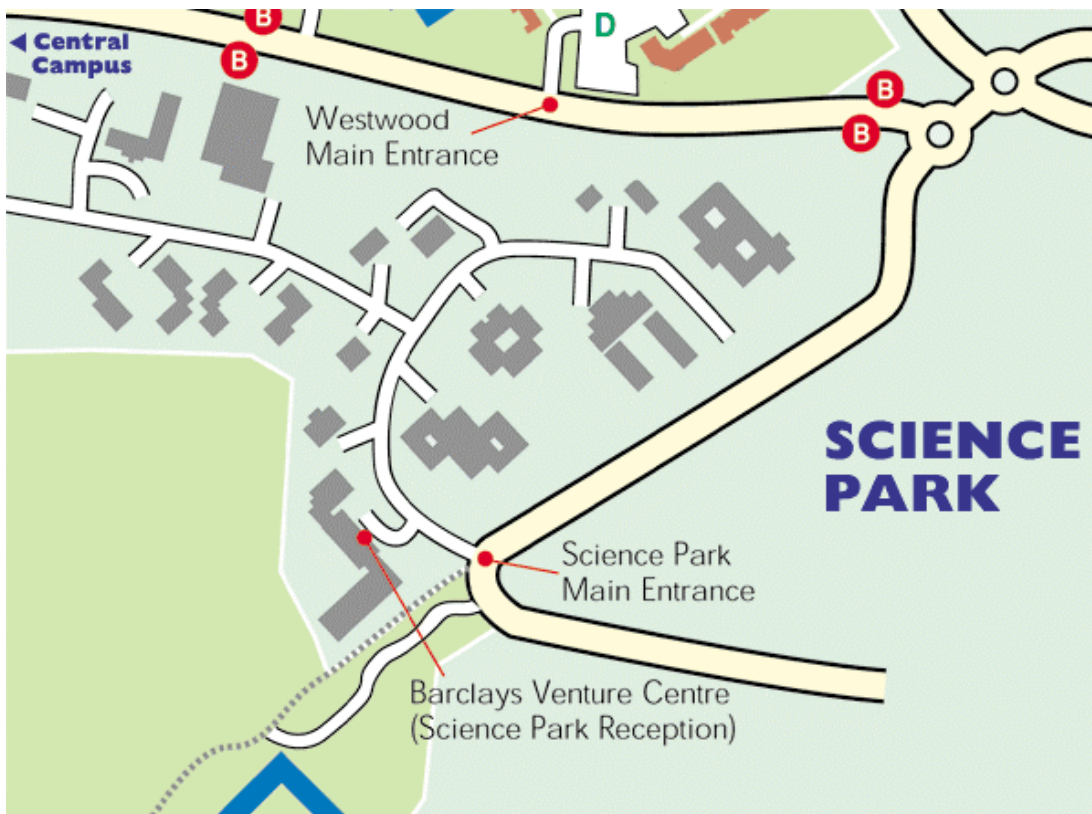 B
D
◄ Central
Campus
B
B
Westwood
Main Entrance
B
SCIENCE
PARK
Science Park
Main Entrance
Barclays Venture Centre
(Science Park Reception)